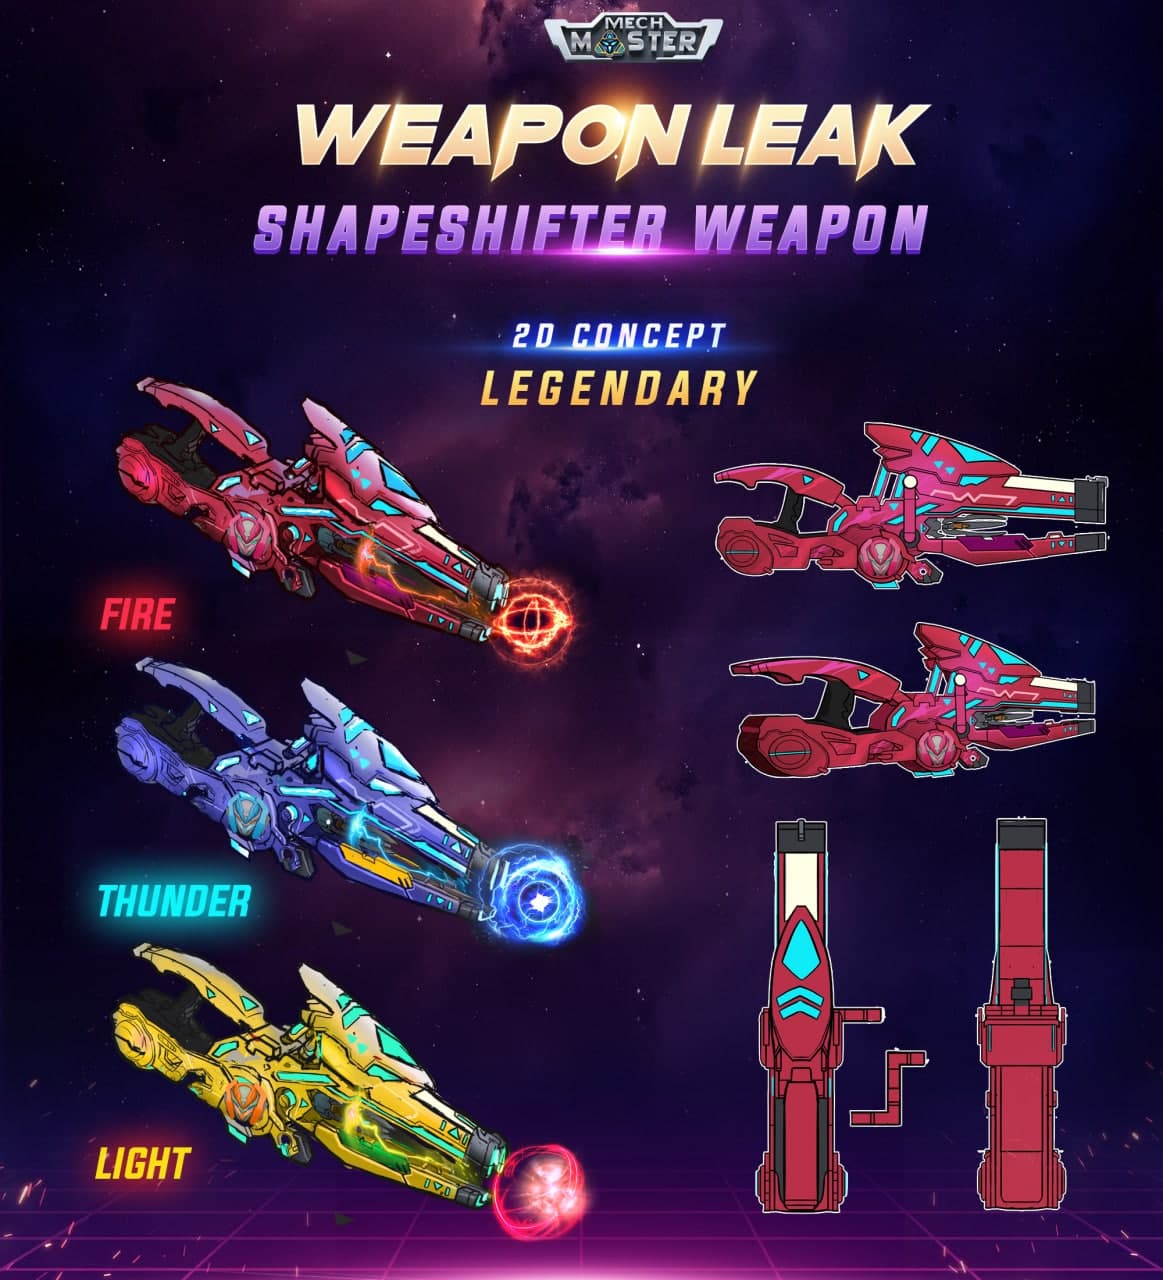 MECH
MASTER
WEAPON LEAK
SHAPESHIFTER WEAPON
2D CONCEPT
LEGENDARY
FIRE
THUNDER
LIGHT